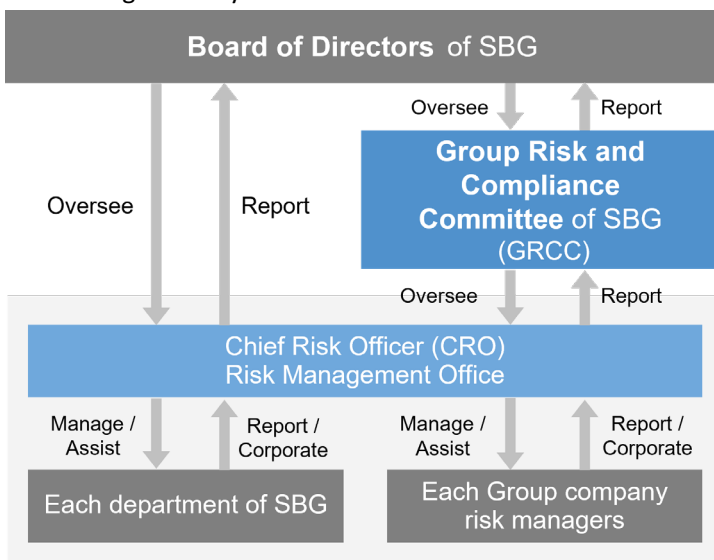 Board of Directors of SBG
Oversee
Report
Oversee
Report
Group Risk and
Compliance
Committee of SBG
(GRCC)
Oversee
Report
Chief Risk Officer (CRO)
Risk Management Office
Manage /
Assist
Report /
Corporate
Manage /
Assist
Report /
Corporate
Each department of SBG
Each Group company
risk managers